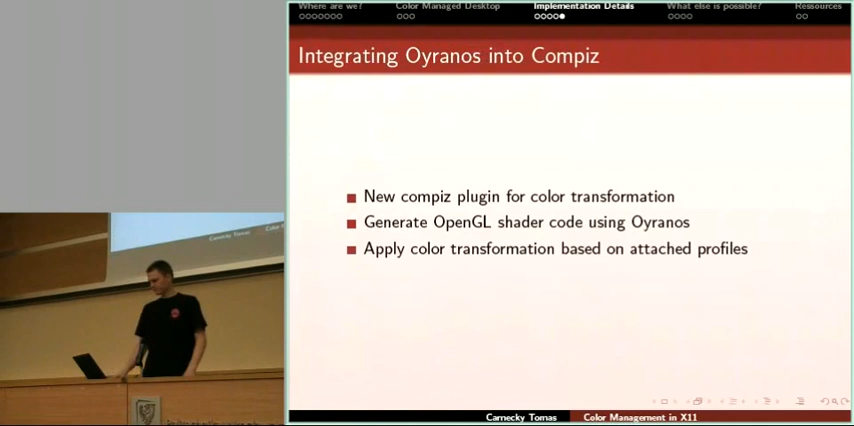 Where are we? Color Managed Desktop Implementation Details What else is possible? Ressources
Integrating Oyranos into Compiz
New compiz plugin for color transformation
Generate OpenGL shader code using Oyranos
Apply color transformation based on attached profiles
Carnecky Tomas Color Management in X11
Carnecky Tomas